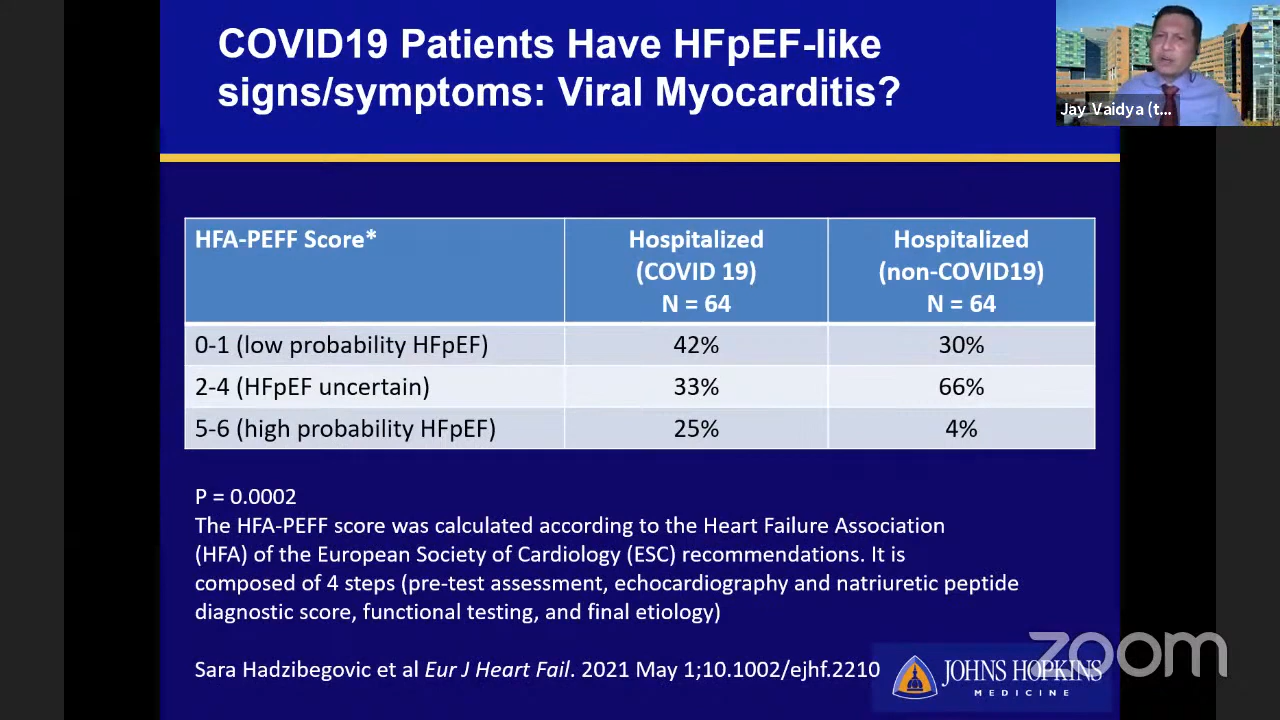 COVID19 Patients Have HFpEF-like
signs/symptoms: Viral Myocarditis?
Jay Vaidya (t...
HFA-PEFF Score*
Hospitalized
(COVID 19)
N = 64
Hospitalized
(non-COVID19)
N = 64
0-1 (low probability HFpEF)
42%
30%
2-4 (HFpEF uncertain)
33%
66%
5-6 (high probability HFpEF)
25%
4%
P = 0.0002
The HFA-PEFF score was calculated according to the Heart Failure Association
(HFA) of the European Society of Cardiology (ESC) recommendations. It is
composed of 4 steps (pre-test assessment, echocardiography and natriuretic peptide
diagnostic score, functional testing, and final etiology)
Sara Hadzibegovic et al Eur J Heart Fail. 2021 May 1;10.1002/ejhf.2210
JOHNS HOPKINS
MEDICINE
zoom